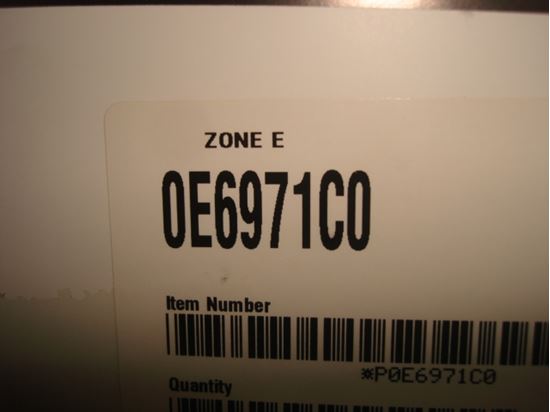 ZONE E
0E6971C0
Item Number
*P0E6971C0
Quantity